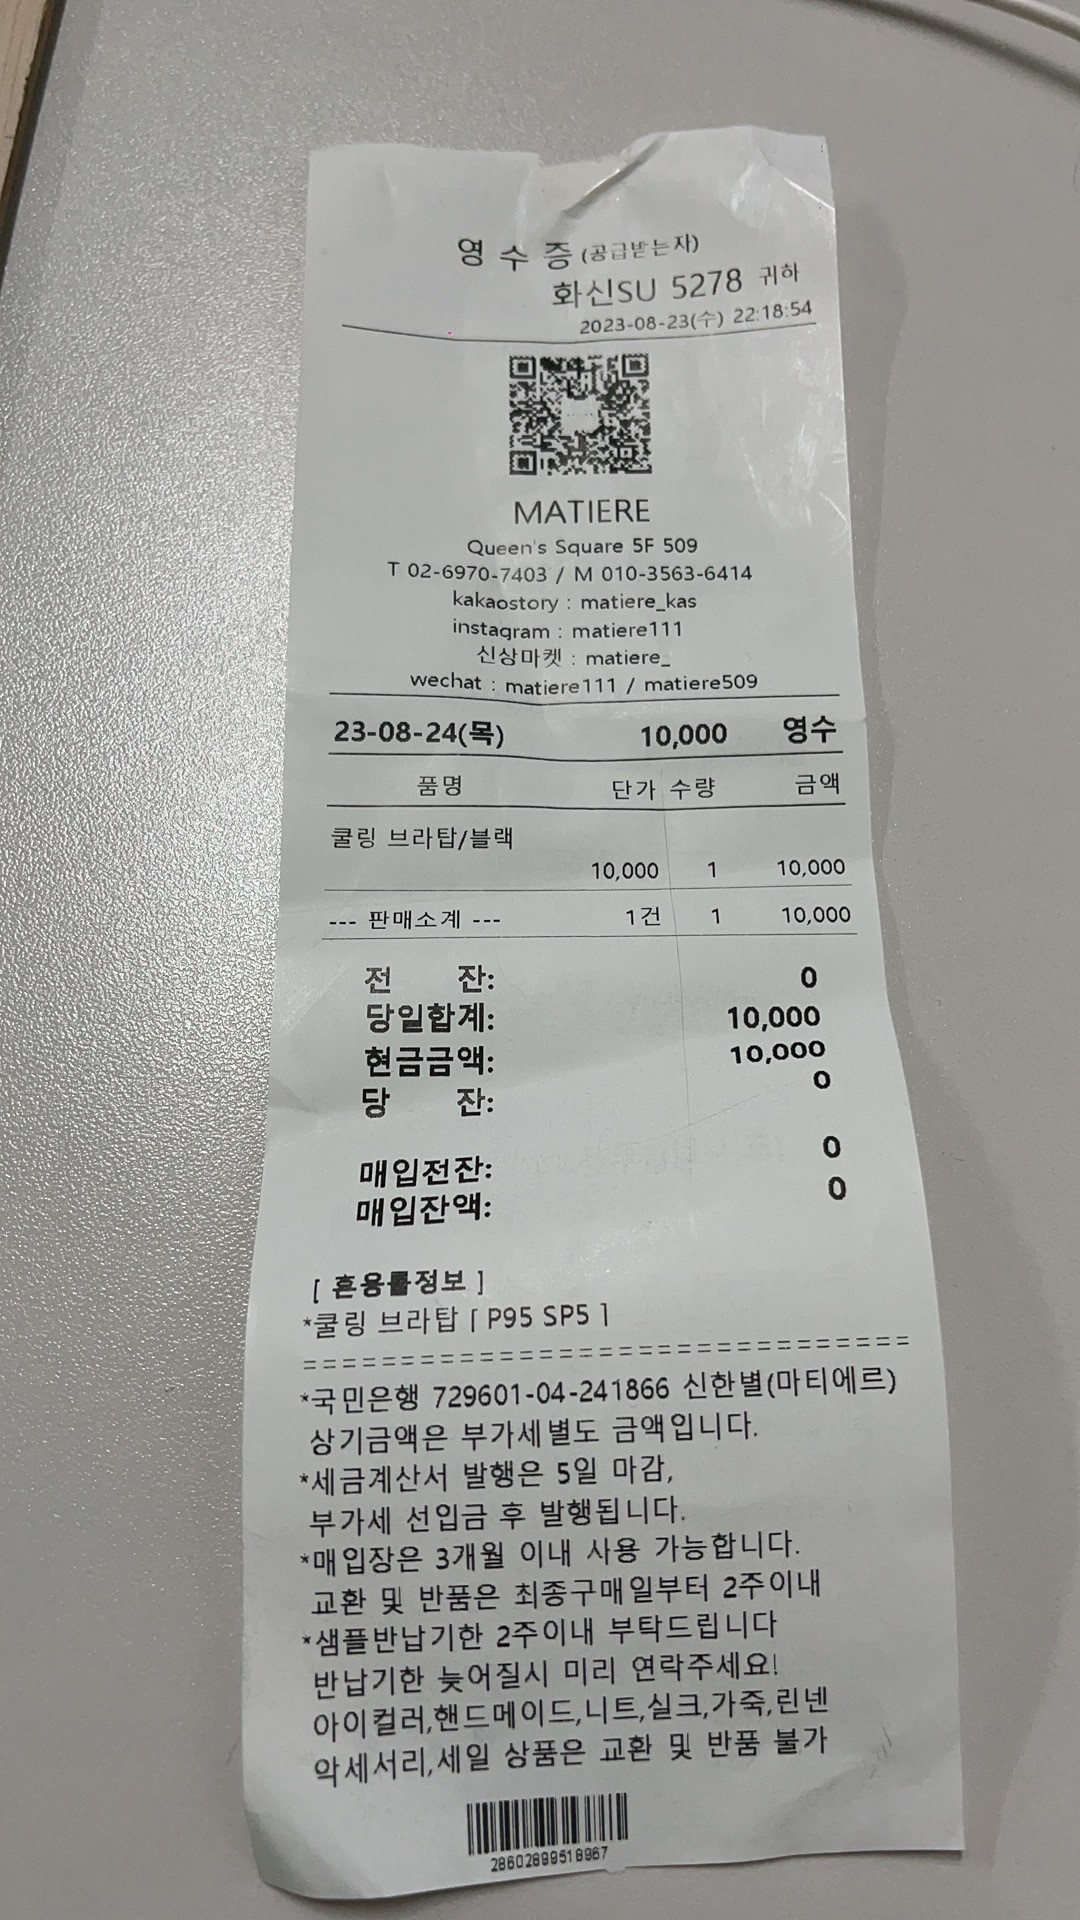 영 수 증 (공급받는자)
화신SU 5278 귀하
2023-08-23(수) 22:18:54
MATIERE
Queen's Square 5F 509
T 02-6970-7403 / M 010-3563-6414
kakaostory : matiere_kas
instagram : matiere111
신상마켓 : matiere_
wechat : matiere111 / matiere509
23-08-24(목) 10,000 영수
품명 단가 수량 금액
쿨링 브라탑/블랙
10,000 1 10,000
--- 판매소계 --- 1건 1 10,000
전 잔: 0
당일합계: 10,000
현금금액: 10,000
당 잔: 0
매입전잔: 0
매입잔액: 0
[ 혼용률정보 ]
*쿨링 브라탑 [ P95 SP5 ]
================================
*국민은행 729601-04-241866 신한별(마티에르)
상기금액은 부가세별도 금액입니다.
*세금계산서 발행은 5일 마감,
부가세 선입금 후 발행됩니다.
*매입장은 3개월 이내 사용 가능합니다.
교환 및 반품은 최종구매일부터 2주이내
*샘플반납기한 2주이내 부탁드립니다
반납기한 늦어질시 미리 연락주세요!
아이컬러,핸드메이드,니트,실크,가죽,린넨
악세서리,세일 상품은 교환 및 반품 불가
28602899518967